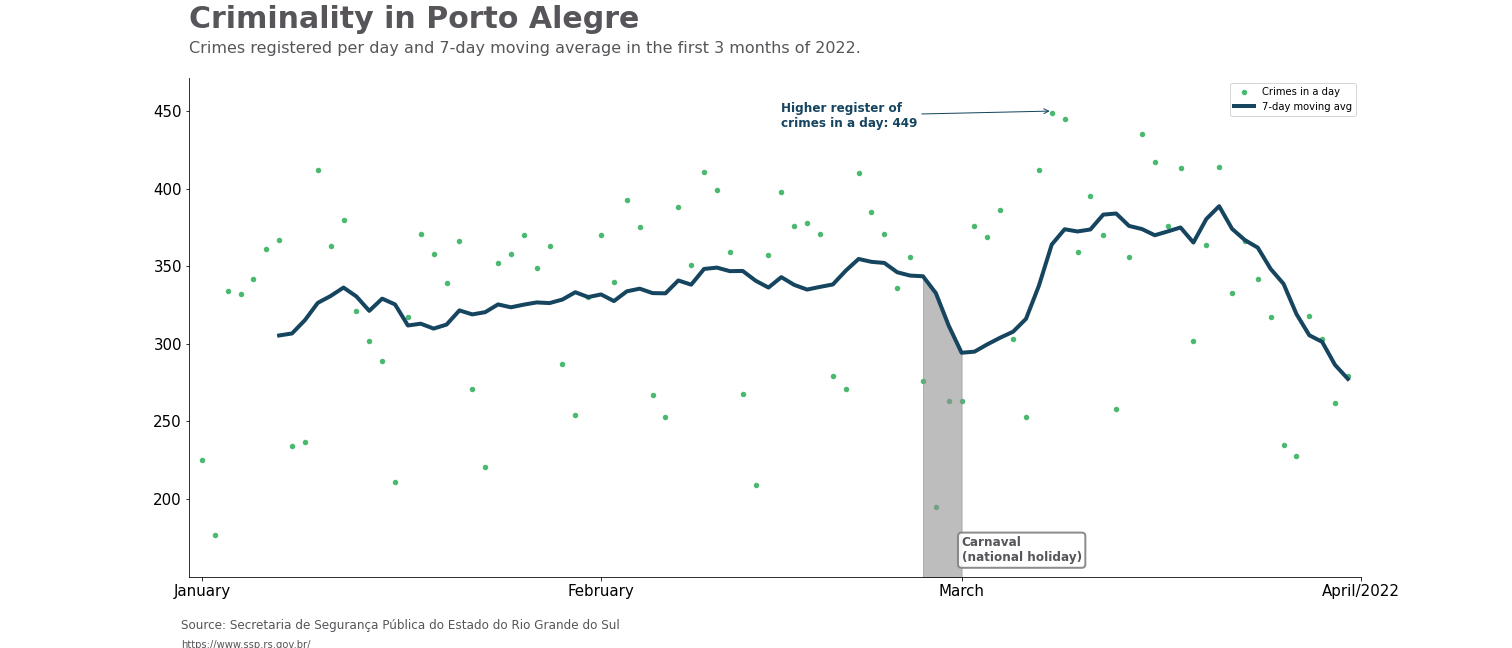 Criminality in Porto Alegre
Crimes registered per day and 7-day moving average in the first 3 months of 2022.
450
400
350
300
250
200
Higher register of
crimes in a day: 449
Crimes in a day
7-day moving avg
Carnaval
(national holiday)
January
February
March
April/2022
Source: Secretaria de Segurança Pública do Estado do Rio Grande do Sul
https://www.ssp.rs.gov.br/